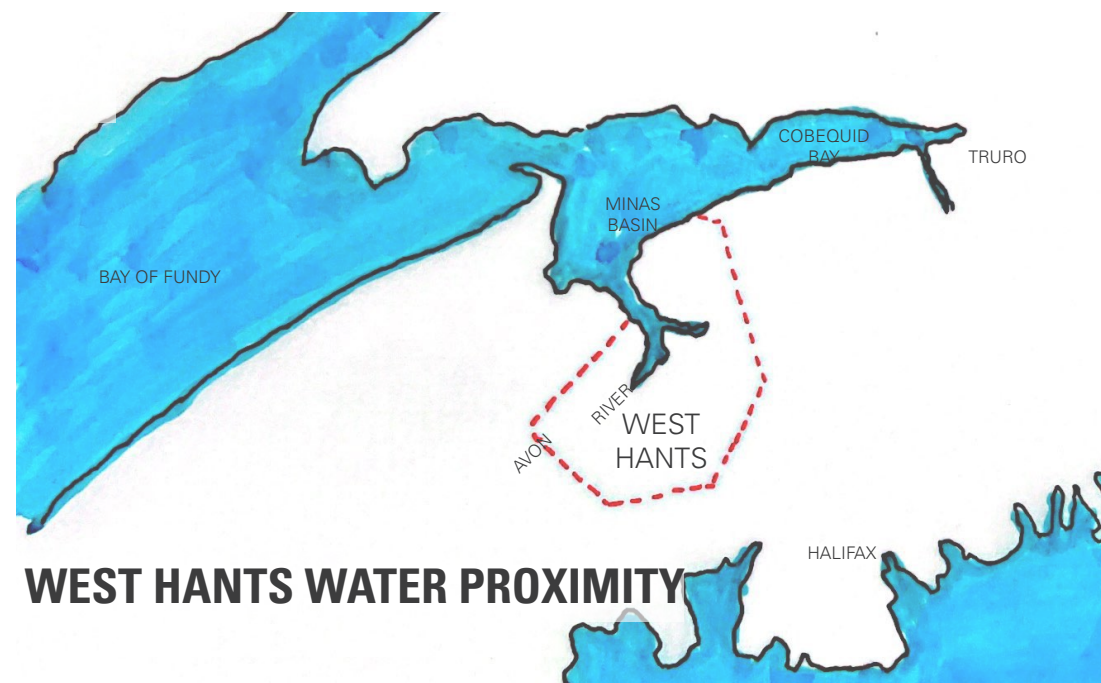 COBEQUID
BAY
TRURO
MINAS
BASIN
BAY OF FUNDY
AVON RIVER
WEST
HANTS
HALIFAX
WEST HANTS WATER PROXIMITY